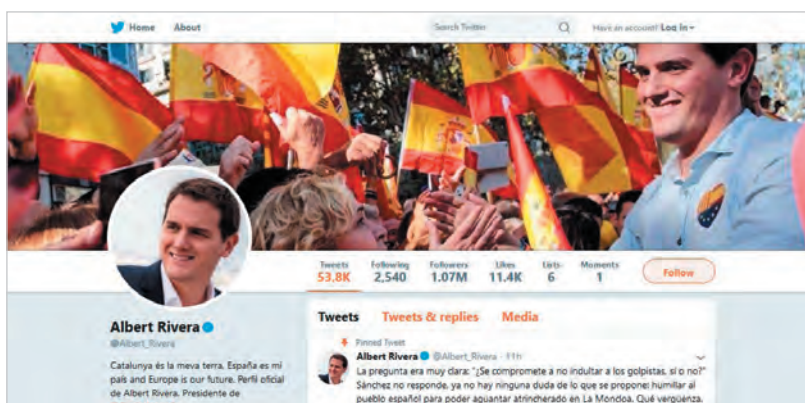 Home About
Search Twitter
Have an account? Log in
Tweets Following Followers Likes Lists Moments
53.8K 2,540 1.07M 11.4K 6 1
Follow
Albert Rivera
@Albert_Rivera
Catalunya és la meva terra, España es mi
país and Europe is our future. Perfil oficial
de Albert Rivera. Presidente de
Tweets Tweets & replies Media
Pinned Tweet
Albert Rivera @Albert_Rivera · 11h
La pregunta era muy clara: "¿Se compromete a no indultar a los golpistas, sí o no?"
Sánchez no responde, ya no hay ninguna duda de lo que se propone: humillar al
pueblo español para poder aguantar atrincherado en La Moncloa. Qué vergüenza.